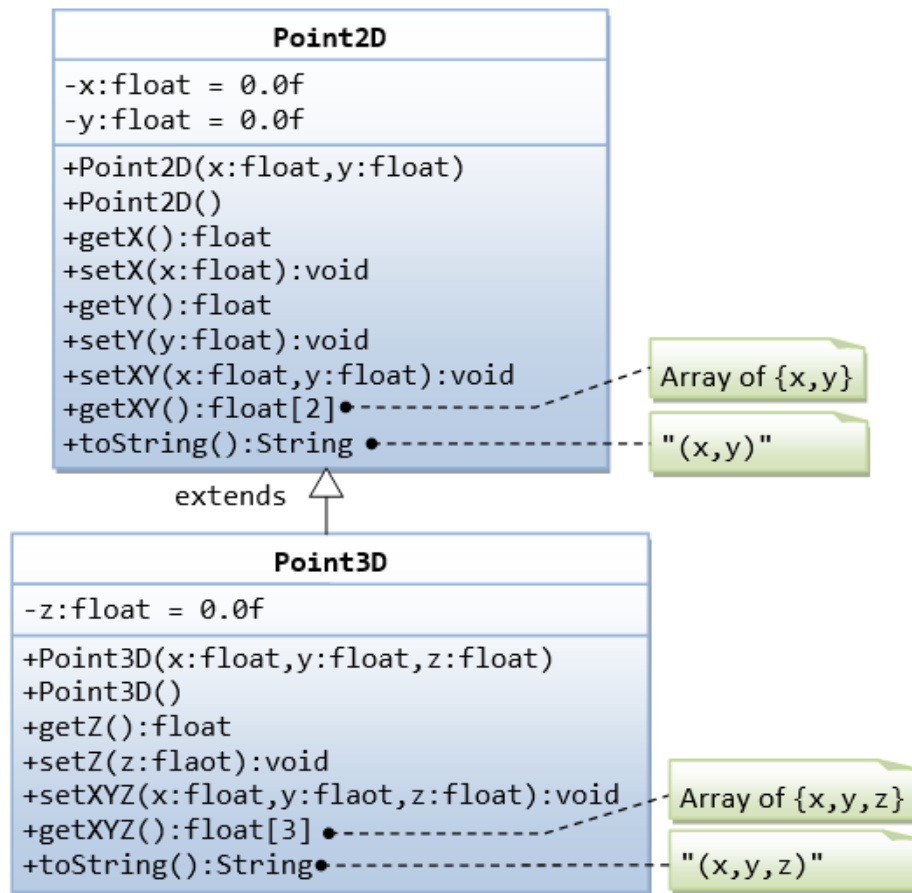 Point2D
-x:float = 0.0f
-y:float = 0.0f
+Point2D(x:float,y:float)
+Point2D()
+getX():float
+setX(x:float):void
+getY():float
+setY(y:float):void
+setXY(x:float,y:float):void
+getXY():float[2]
Array of {x,y}
+toString():String
"(x,y)"
extends
Point3D
-z:float = 0.0f
+Point3D(x:float,y:float,z:float)
+Point3D()
+getZ():float
+setZ(z:flaot):void
+setXYZ(x:float,y:flaot,z:float):void
+getXYZ():float[3]
Array of {x,y,z}
+toString():String
"(x,y,z)"